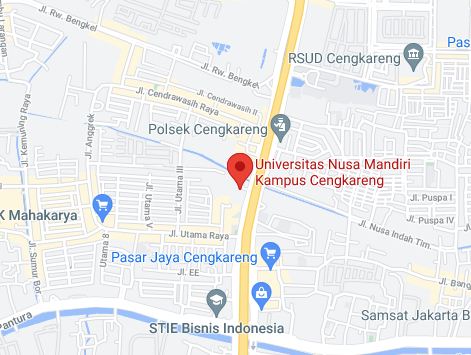 Jl. Rw. Bengkel
Pas
RSUD Cengkareng
Jl. Rw. Bengkel
Jl. Cendrawasih II
Jl. Cendrawasih Raya
Jl. Kemuning Raya
Jl. Anggrek
Polsek Cengkareng
Universitas Nusa Mandiri
Kampus Cengkareng
Jl. Utama III
Jl. Utama V
Jl. Puspa I
K Mahakarya
Jl. Puspa IV
Jl. Nusa Indah Tim...
Jl. Utama Raya
Utama 8
Pasar Jaya Cengkareng
Jl. EE
Jl. Sumur Bor
Jl. Bang
Pantura
STIE Bisnis Indonesia
Samsat Jakarta B